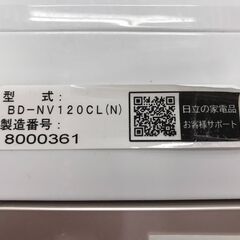 型 式 :
BD-NV120CL(N)
製造番号:
8000361
日立の家電品
お客様サポート